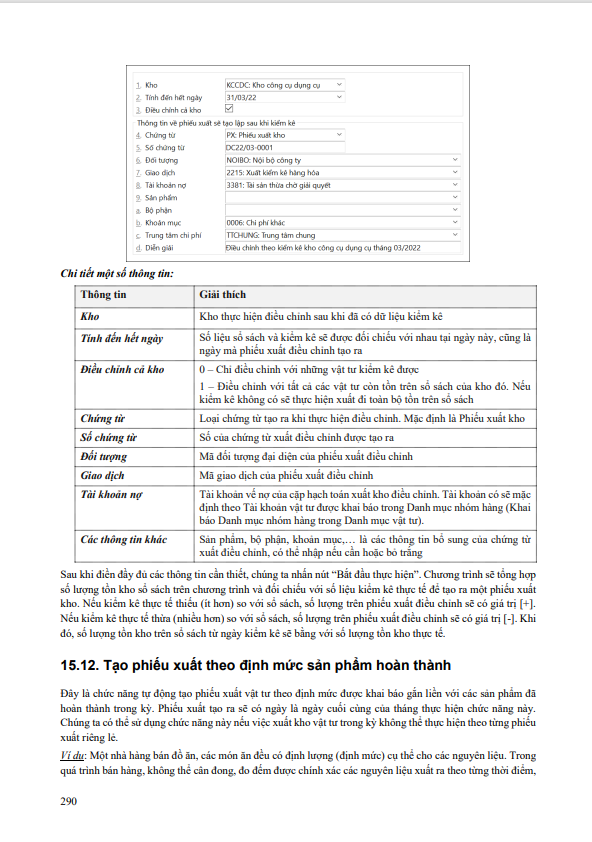 1. Kho KCCDC: Kho công cụ dụng cụ
2. Tính đến hết ngày 31/03/22
3. Điều chỉnh cả kho
Thông tin về phiếu xuất sẽ tạo lập sau khi kiểm kê
4. Chứng từ PX: Phiếu xuất kho
5. Số chứng từ DC22/03-0001
6. Đối tượng NOIBO: Nội bộ công ty
7. Giao dịch 2215: Xuất kiểm kê hàng hóa
8. Tài khoản nợ 3381: Tài sản thừa chờ giải quyết
9. Sản phẩm
a. Bộ phận
b. Khoản mục 0006: Chi phí khác
c. Trung tâm chi phí TTCHUNG: Trung tâm chung
d. Diễn giải Điều chỉnh theo kiểm kê kho công cụ dụng cụ tháng 03/2022
Chi tiết một số thông tin:
Thông tin Giải thích
Kho Kho thực hiện điều chỉnh sau khi đã có dữ liệu kiểm kê
Tính đến hết ngày Số liệu sổ sách và kiểm kê sẽ được đối chiếu với nhau tại ngày này, cũng là
ngày mà phiếu xuất điều chỉnh tạo ra
Điều chỉnh cả kho 0 – Chỉ điều chỉnh với những vật tư kiểm kê được
1 – Điều chỉnh với tất cả các vật tư còn tồn trên sổ sách của kho đó. Nếu
kiểm kê không có sẽ thực hiện xuất đi toàn bộ tồn trên sổ sách
Chứng từ Loại chứng từ tạo ra khi thực hiện điều chỉnh. Mặc định là Phiếu xuất kho
Số chứng từ Số của chứng từ xuất điều chỉnh được tạo ra
Đối tượng Mã đối tượng đại diện của phiếu xuất điều chỉnh
Giao dịch Mã giao dịch của phiếu xuất điều chỉnh
Tài khoản nợ Tài khoản vế nợ của cặp hạch toán xuất kho điều chỉnh. Tài khoản có sẽ mặc
định theo Tài khoản vật tư được khai báo trong Danh mục nhóm hàng (Khai
báo Danh mục nhóm hàng trong Danh mục vật tư).
Các thông tin khác Sản phẩm, bộ phận, khoản mục,… là các thông tin bổ sung của chứng từ
xuất điều chỉnh, có thể nhập nếu cần hoặc bỏ trắng
Sau khi điền đầy đủ các thông tin cần thiết, chúng ta nhấn nút “Bắt đầu thực hiện”. Chương trình sẽ tổng hợp
số lượng tồn kho sổ sách trên chương trình và đối chiếu với số liệu kiểm kê thực tế để tạo ra một phiếu xuất
kho. Nếu kiểm kê thực tế thiếu (ít hơn) so với sổ sách, số lượng trên phiếu xuất điều chỉnh sẽ có giá trị [+].
Nếu kiểm kê thực tế thừa (nhiều hơn) so với sổ sách, số lượng trên phiếu xuất điều chỉnh sẽ có giá trị [-]. Khi
đó, số lượng tồn kho trên sổ sách từ ngày kiểm kê sẽ bằng với số lượng tồn kho thực tế.
15.12. Tạo phiếu xuất theo định mức sản phẩm hoàn thành
Đây là chức năng tự động tạo phiếu xuất vật tư theo định mức được khai báo gắn liền với các sản phẩm đã
hoàn thành trong kỳ. Phiếu xuất tạo ra sẽ có ngày là ngày cuối cùng của tháng thực hiện chức năng này.
Chúng ta có thể sử dụng chức năng này nếu việc xuất kho vật tư trong kỳ không thể thực hiện theo từng phiếu
xuất riêng lẻ.
Ví dụ: Một nhà hàng bán đồ ăn, các món ăn đều có định lượng (định mức) cụ thể cho các nguyên liệu. Trong
quá trình bán hàng, không thể cân đong, đo đếm được chính xác các nguyên liệu xuất ra theo từng thời điểm,
290